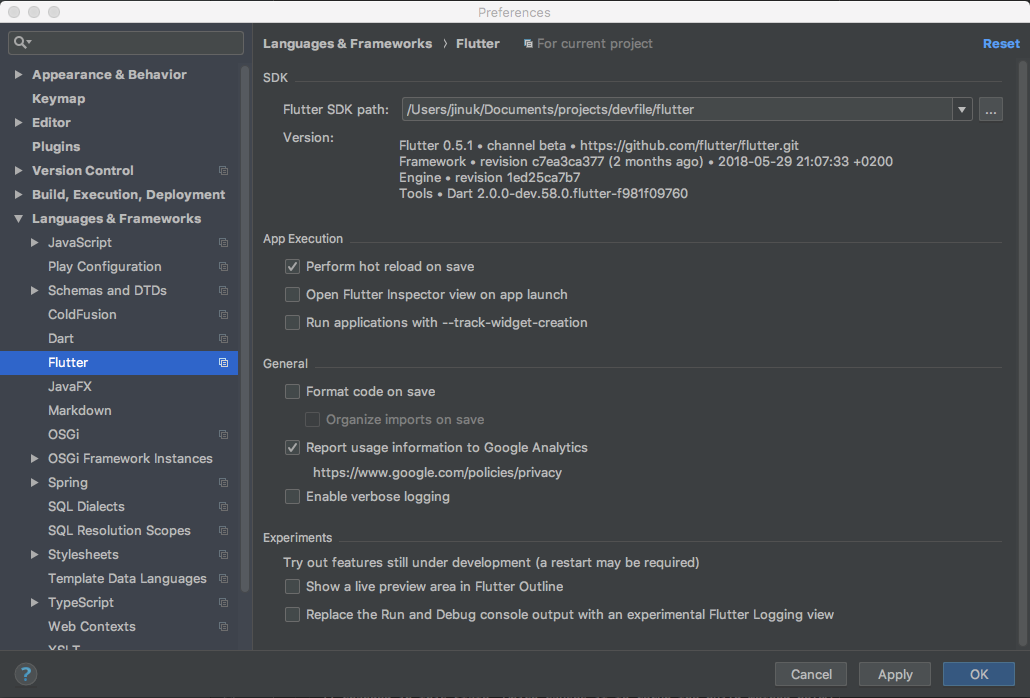 Preferences
Appearance & Behavior
Keymap
Editor
Plugins
Version Control
Build, Execution, Deployment
Languages & Frameworks
JavaScript
Play Configuration
Schemas and DTDs
ColdFusion
Dart
Flutter
JavaFX
Markdown
OSGi
OSGi Framework Instances
Spring
SQL Dialects
SQL Resolution Scopes
Stylesheets
Template Data Languages
TypeScript
Web Contexts
XSLT
Languages & Frameworks › Flutter For current project Reset
SDK
Flutter SDK path: /Users/jinuk/Documents/projects/devfile/flutter ...
Version:
Flutter 0.5.1 • channel beta • https://github.com/flutter/flutter.git
Framework • revision c7ea3ca377 (2 months ago) • 2018-05-29 21:07:33 +0200
Engine • revision 1ed25ca7b7
Tools • Dart 2.0.0-dev.58.0.flutter-f981f09760
App Execution
Perform hot reload on save
Open Flutter Inspector view on app launch
Run applications with --track-widget-creation
General
Format code on save
Organize imports on save
Report usage information to Google Analytics
https://www.google.com/policies/privacy
Enable verbose logging
Experiments
Try out features still under development (a restart may be required)
Show a live preview area in Flutter Outline
Replace the Run and Debug console output with an experimental Flutter Logging view
? Cancel Apply OK